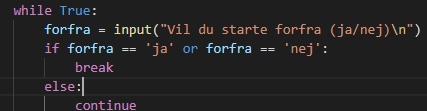 while True:
    forfra = input("Vil du starte forfra (ja/nej)\n")
    if forfra == 'ja' or forfra == 'nej':
        break
    else:
        continue